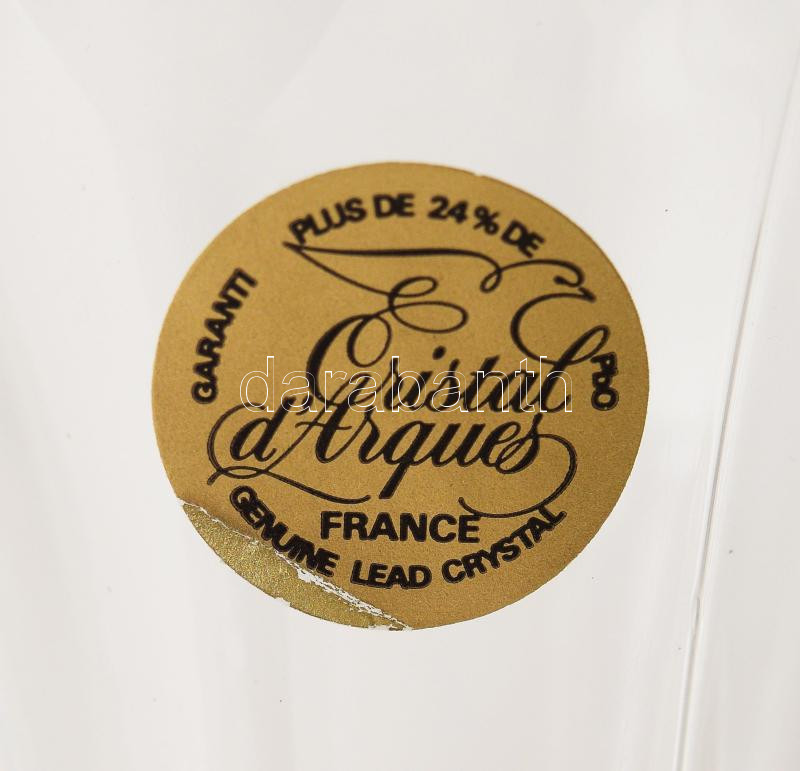 GARANTI PLUS DE 24% DE PbO
Cristal
d'Arques
FRANCE
GENUINE LEAD CRYSTAL
darabanth